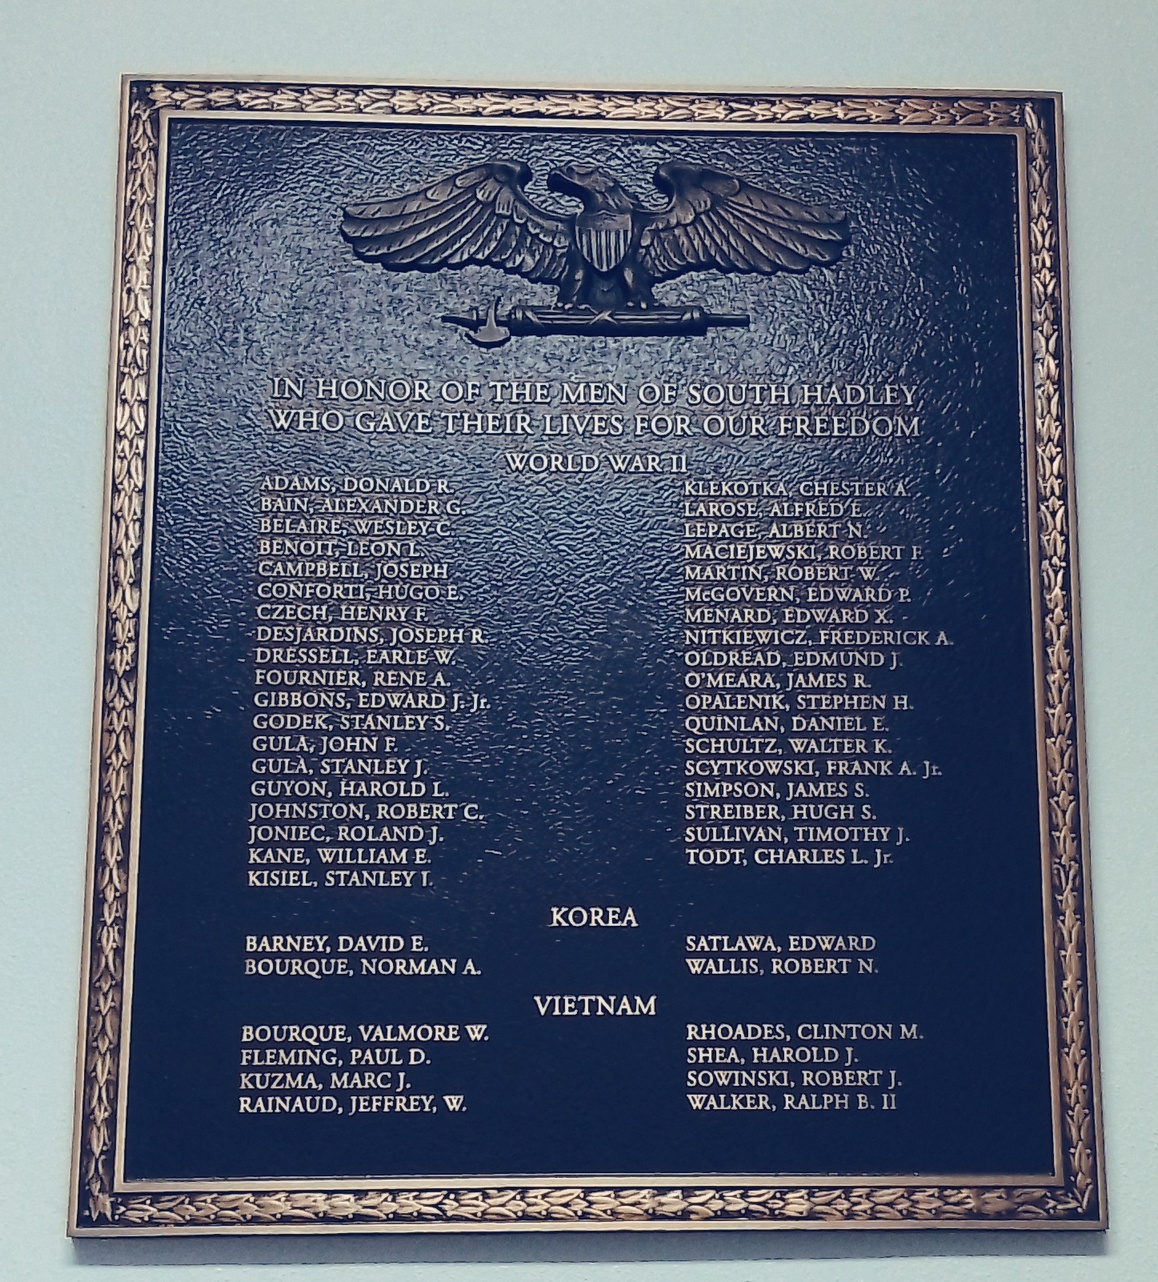 IN HONOR OF THE MEN OF SOUTH HADLEY
WHO GAVE THEIR LIVES FOR OUR FREEDOM
WORLD WAR II
ADAMS, DONALD R.
BAIN, ALEXANDER G.
BELAIRE, WESLEY C.
BENOIT, LEON L.
CAMPBELL, JOSEPH
CONFORTI, HUGO E.
CZECH, HENRY F.
DESJARDINS, JOSEPH R.
DRESSELL, EARLE W.
FOURNIER, RENE A.
GIBBONS, EDWARD J. Jr.
GODEK, STANLEY S.
GULA, JOHN F.
GULA, STANLEY J.
GUYON, HAROLD L.
JOHNSTON, ROBERT C.
JONIEC, ROLAND J.
KANE, WILLIAM E.
KISIEL, STANLEY J.
KLEKOTKA, CHESTER A.
LAROSE, ALFRED E.
LEPAGE, ALBERT N.
MACIEJEWSKI, ROBERT F.
MARTIN, ROBERT W.
McGOVERN, EDWARD P.
MENARD, EDWARD X.
NITKIEWICZ, FREDERICK A.
OLDREAD, EDMUND J.
O'MEARA, JAMES R.
OPALENIK, STEPHEN H.
QUINLAN, DANIEL E.
SCHULTZ, WALTER K.
SCYTKOWSKI, FRANK A. Jr.
SIMPSON, JAMES S.
STREIBER, HUGH S.
SULLIVAN, TIMOTHY J.
TODT, CHARLES L. Jr.
KOREA
BARNEY, DAVID E.
BOURQUE, NORMAN A.
SATLAWA, EDWARD
WALLIS, ROBERT N.
VIETNAM
BOURQUE, VALMORE W.
FLEMING, PAUL D.
KUZMA, MARC J.
RAINAUD, JEFFREY, W.
RHOADES, CLINTON M.
SHEA, HAROLD J.
SOWINSKI, ROBERT J.
WALKER, RALPH B. II